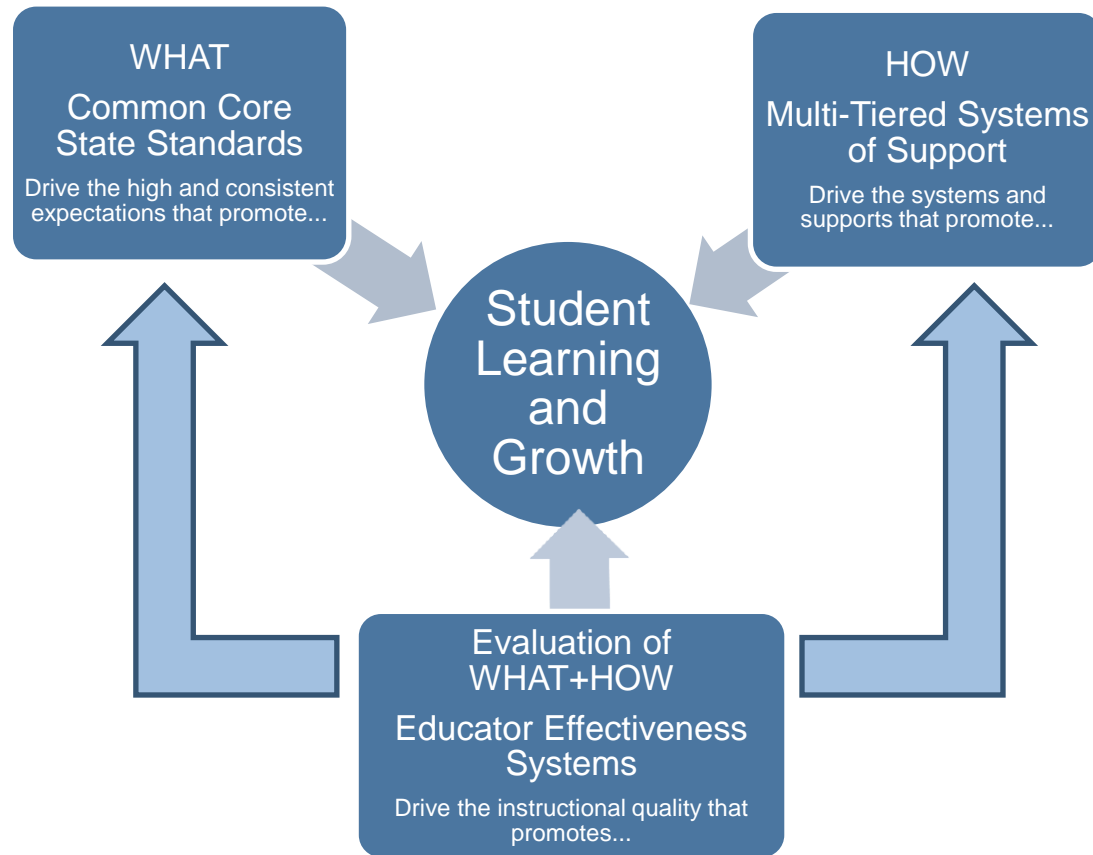 WHAT
Common Core
State Standards
Drive the high and consistent
expectations that promote...
HOW
Multi-Tiered Systems
of Support
Drive the systems and
supports that promote...
Student
Learning
and
Growth
Evaluation of
WHAT+HOW
Educator Effectiveness
Systems
Drive the instructional quality that
promotes...